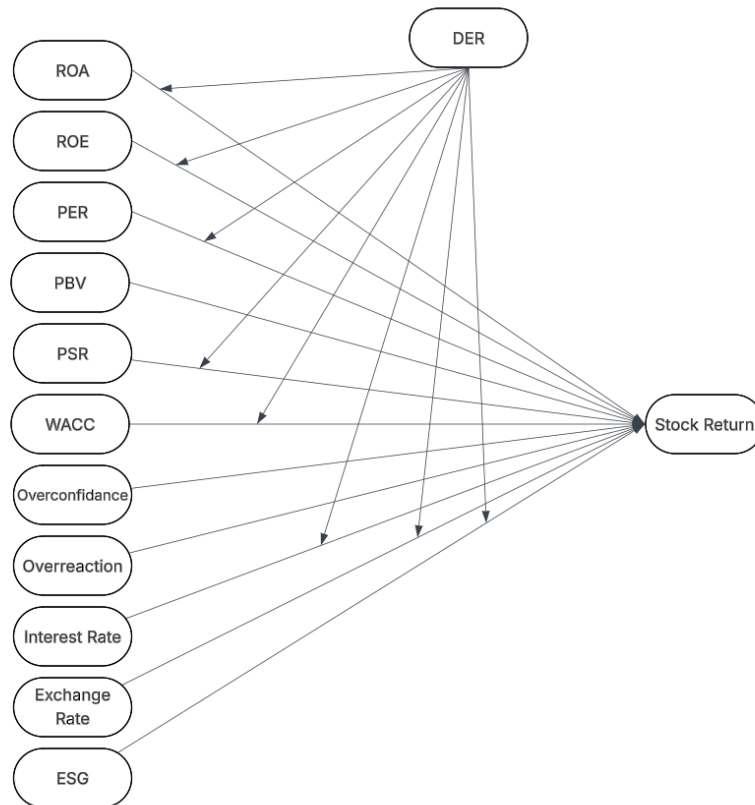 DER
ROA
ROE
PER
PBV
PSR
WACC
Stock Return
Overconfidance
Overreaction
Interest Rate
Exchange
Rate
ESG